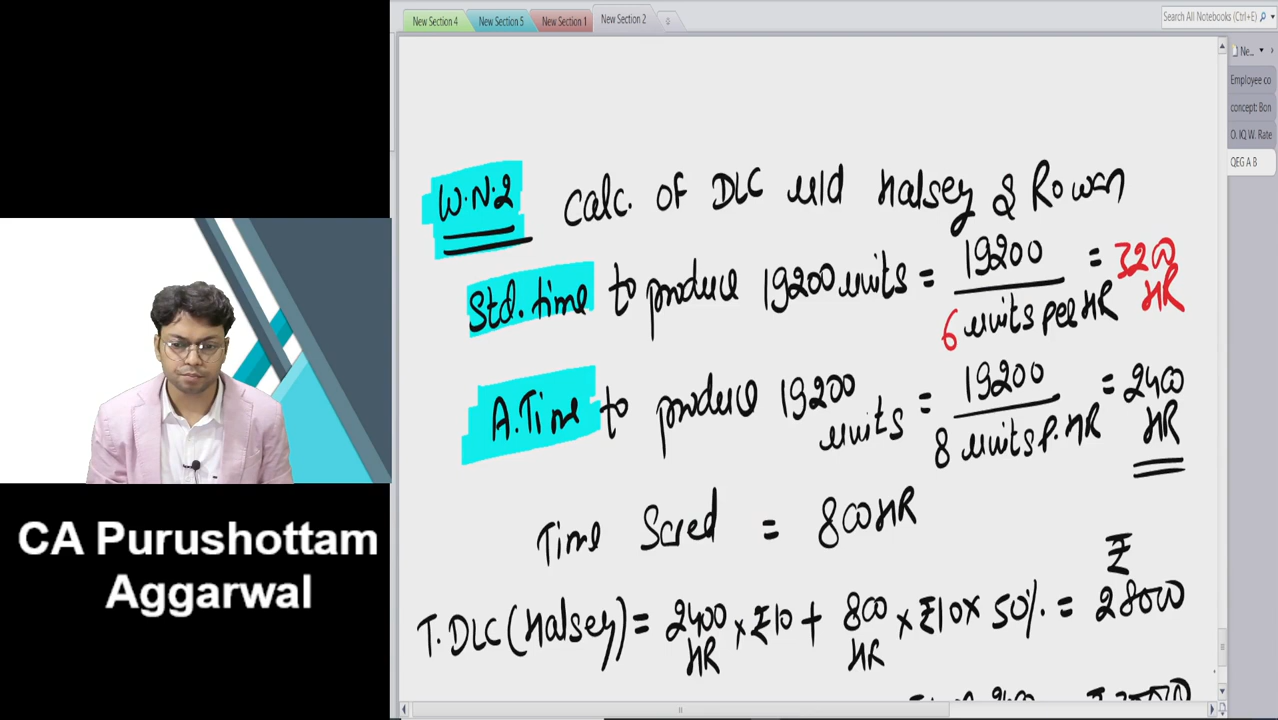 New Section 4 New Section 5 New Section 1 New Section 2
Search All Notebooks (Ctrl+E)
Ne...
Employee co
concept: Bon
O. IQ W. Rate
QEG A B
W.N.2 Calc. of DLC u/d Halsey & Rowan
Std. time to produce 19200 units = 19200 / 6 units per HR = 3200 HR
A.Time to produce 19200 units = 19200 / 8 units P. HR = 2400 HR
Time Saved = 800 HR
₹
T.DLC (Halsey) = 2400 HR × ₹10 + 800 HR × ₹10 × 50% = 28000
CA Purushottam
Aggarwal